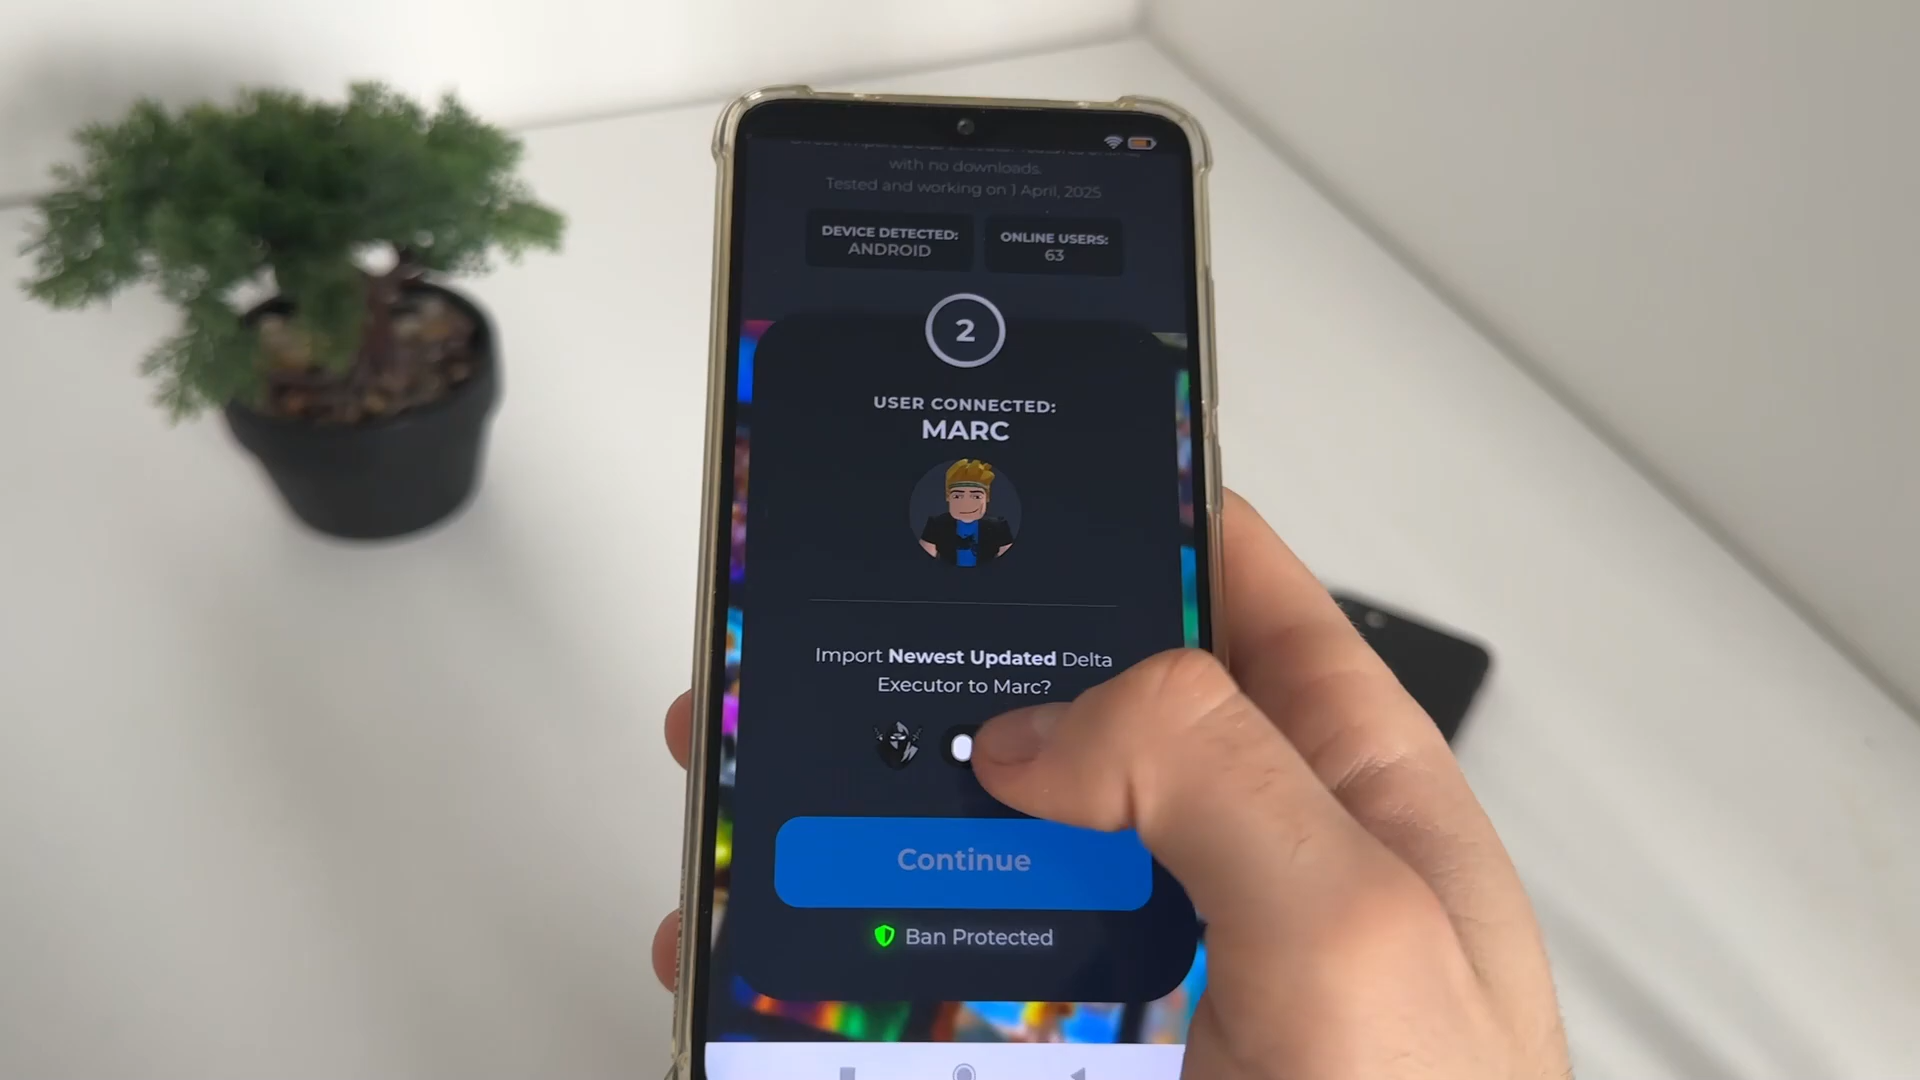 with no downloads.
Tested and working on 1 April, 2025
DEVICE DETECTED:
ANDROID
ONLINE USERS:
63
2
USER CONNECTED:
MARC
Import Newest Updated Delta
Executor to Marc?
Continue
Ban Protected